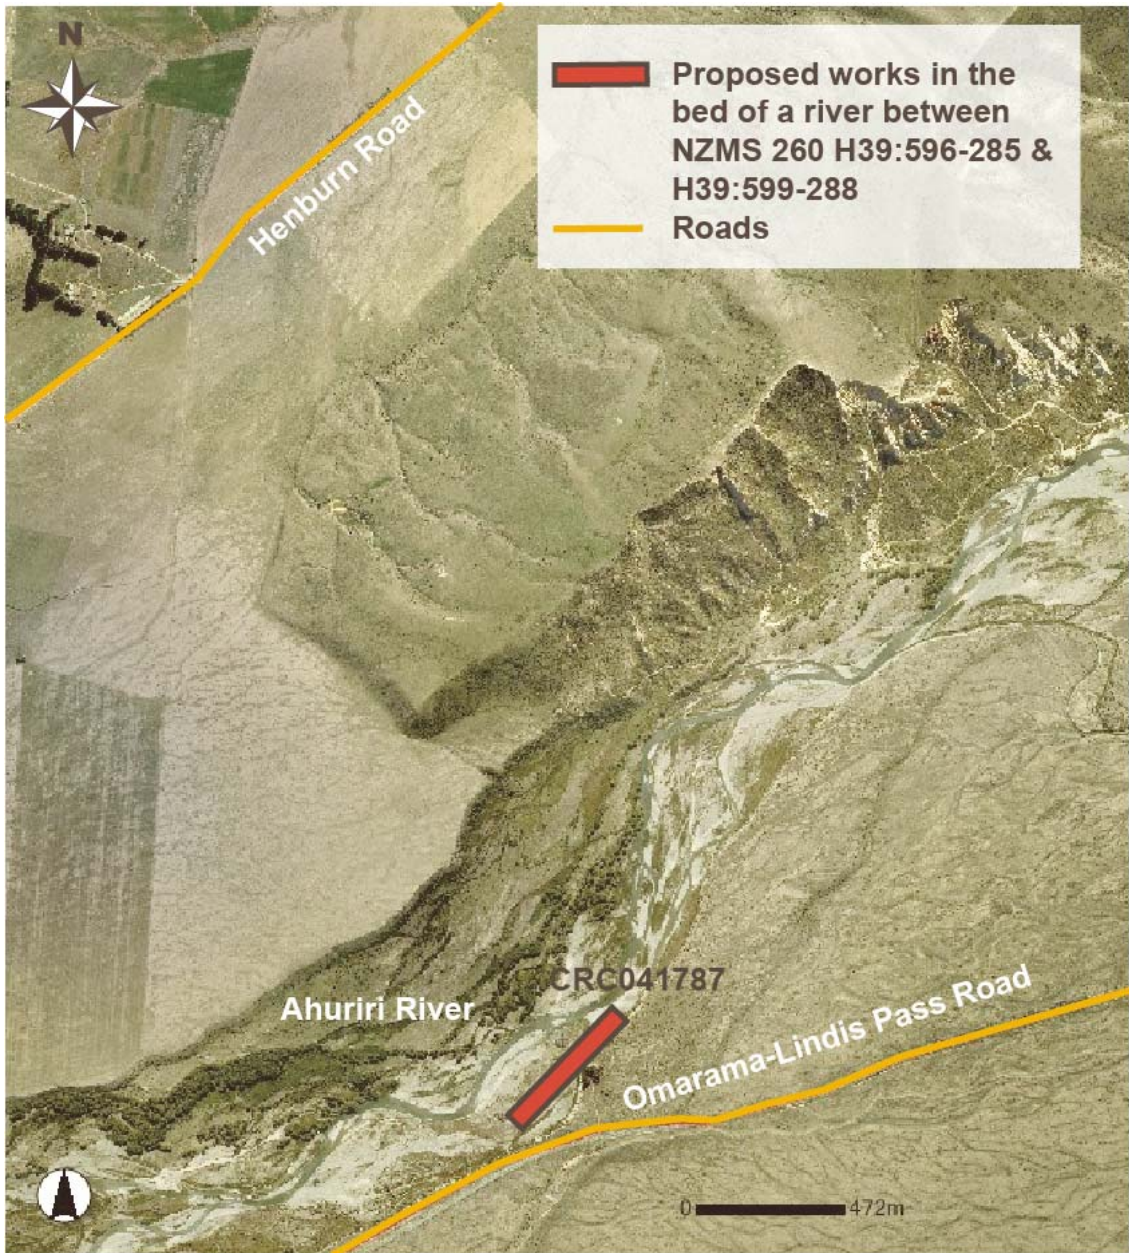 N
Proposed works in the
bed of a river between
NZMS 260 H39:596-285 &
H39:599-288
Roads
Henburn Road
CRC041787
Ahuriri River
Omarama-Lindis Pass Road
0 472m